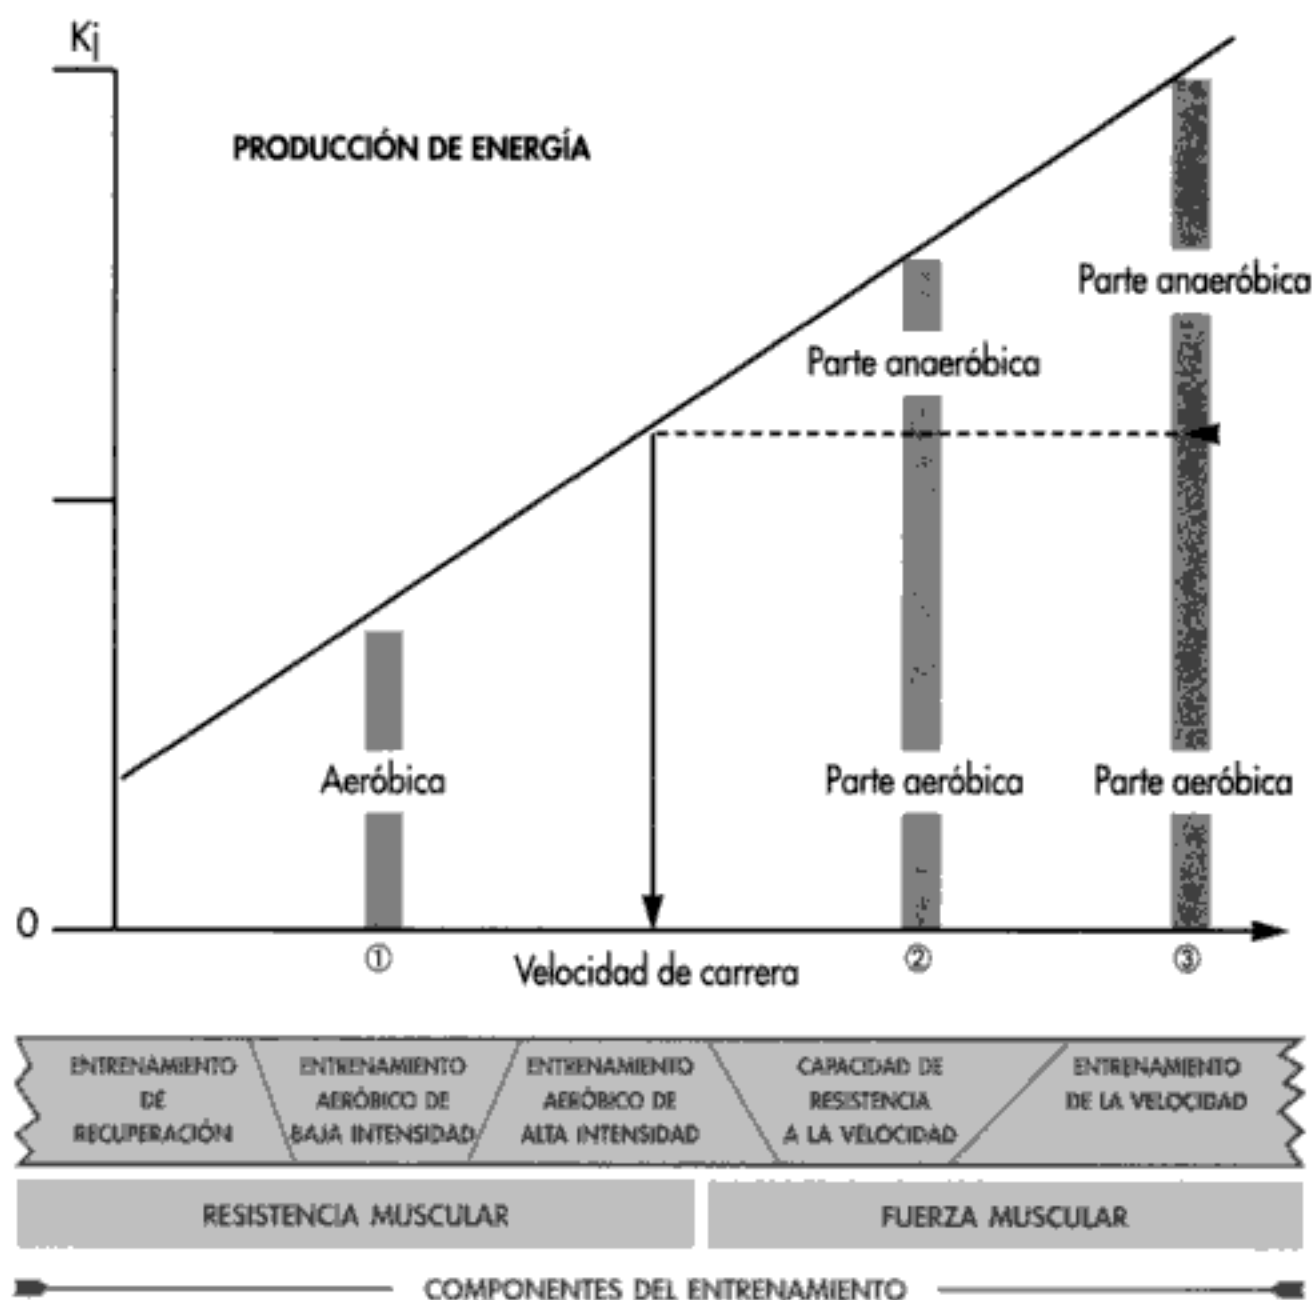 Kj
PRODUCCIÓN DE ENERGÍA
Parte anaeróbica
Parte anaeróbica
Aeróbica
Parte aeróbica
Parte aeróbica
0
①
②
③
Velocidad de carrera
ENTRENAMIENTO
DE
RECUPERACIÓN
ENTRENAMIENTO
AERÓBICO DE
BAJA INTENSIDAD
ENTRENAMIENTO
AERÓBICO DE
ALTA INTENSIDAD
CAPACIDAD DE
RESISTENCIA
A LA VELOCIDAD
ENTRENAMIENTO
DE LA VELOCIDAD
RESISTENCIA MUSCULAR
FUERZA MUSCULAR
COMPONENTES DEL ENTRENAMIENTO